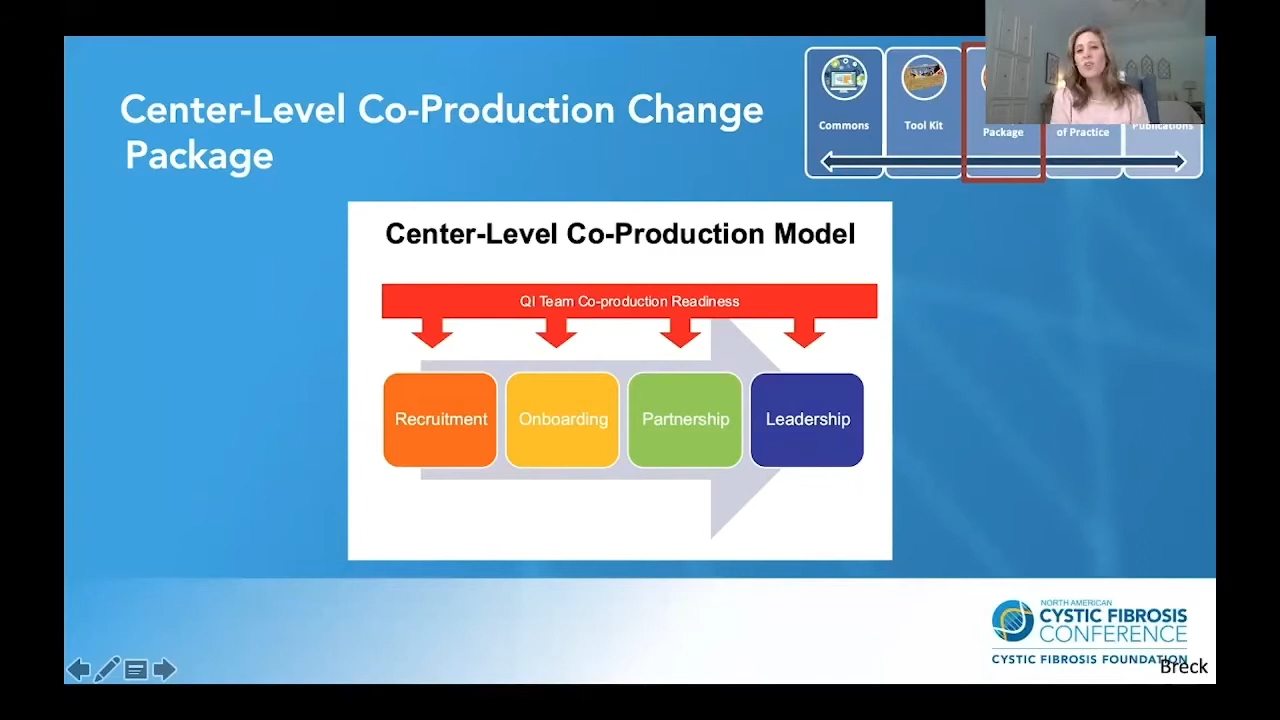 Center-Level Co-Production Change
Package
Commons
Tool Kit
Package
of Practice
Publications
Center-Level Co-Production Model
QI Team Co-production Readiness
Recruitment
Onboarding
Partnership
Leadership
NORTH AMERICAN
CYSTIC FIBROSIS
CONFERENCE
CYSTIC FIBROSIS FOUNDATION
Breck